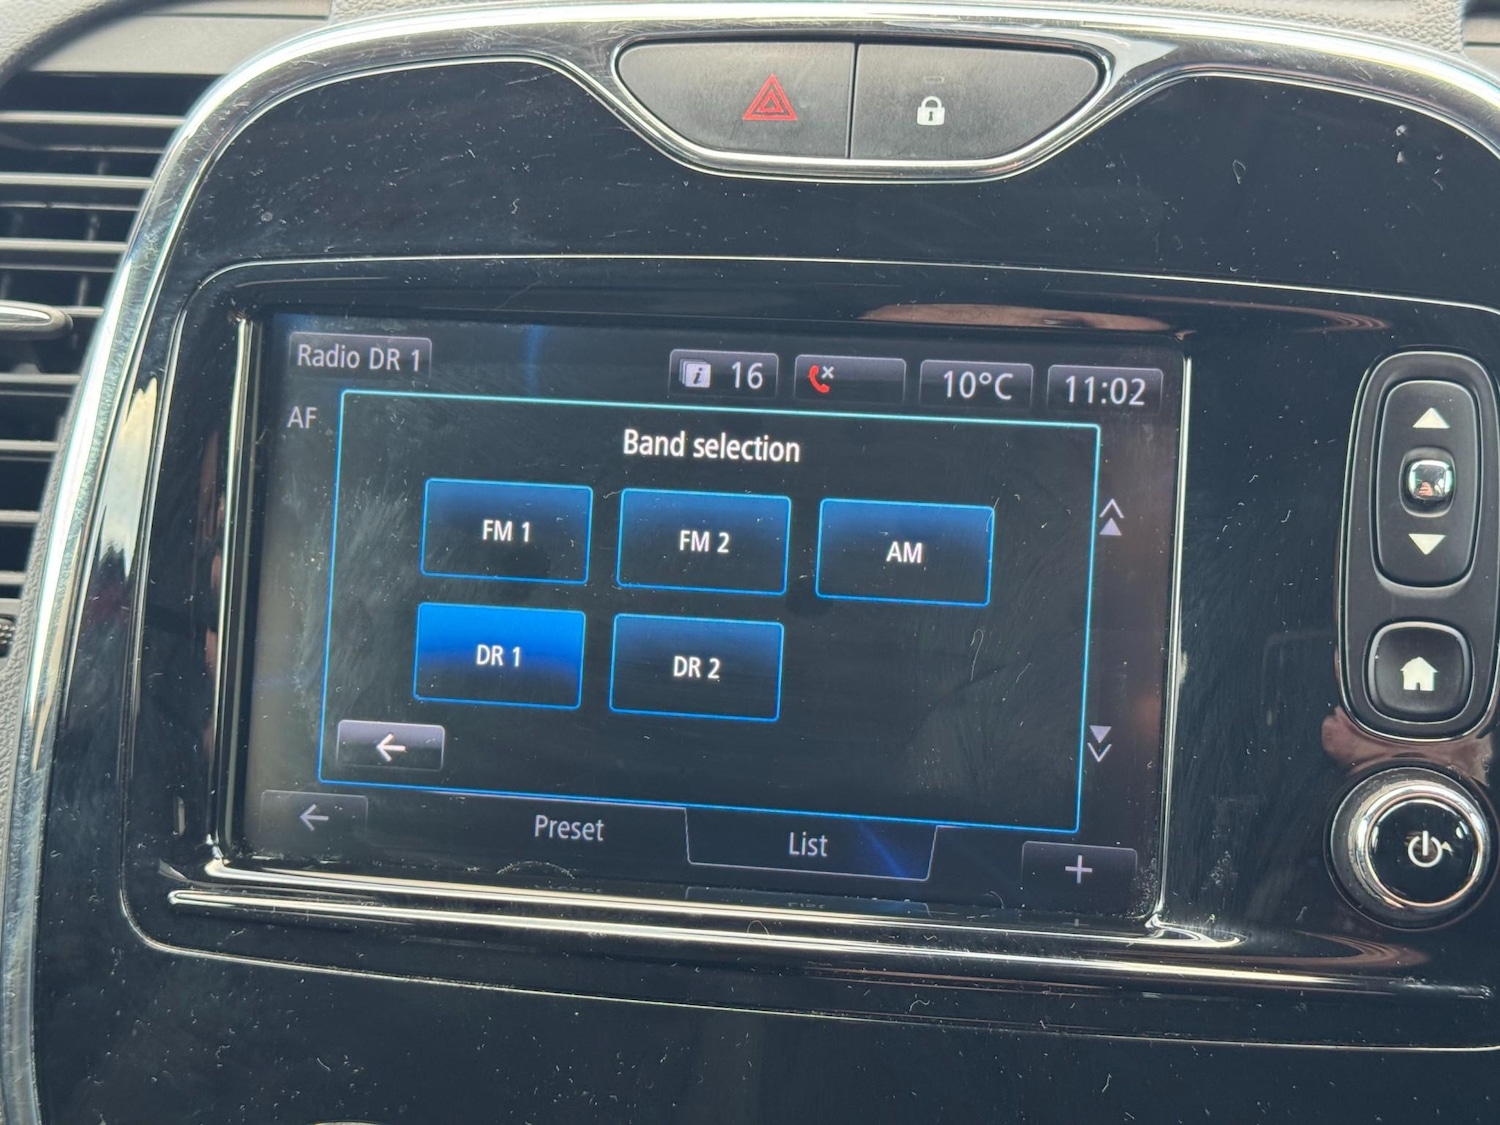 Radio DR 1
16
10°C
11:02
AF
Band selection
FM 1
FM 2
AM
DR 1
DR 2
Preset
List